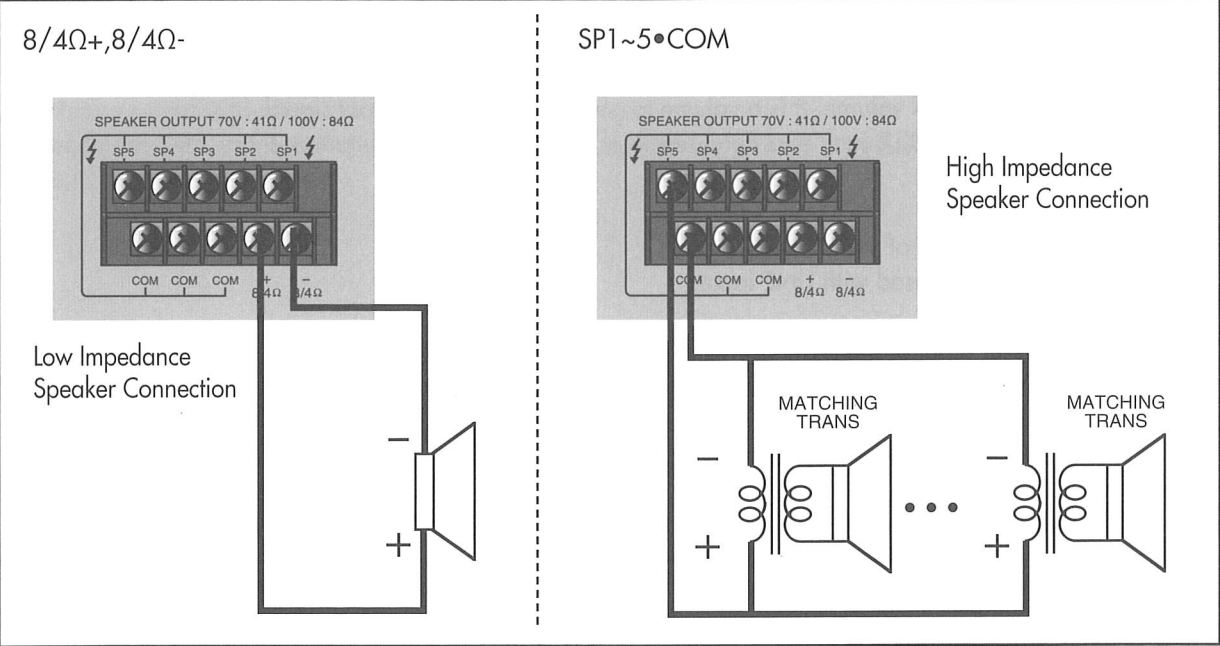 8/4Ω+,8/4Ω-
SPEAKER OUTPUT 70V : 41Ω / 100V : 84Ω
SP5 SP4 SP3 SP2 SP1
COM COM COM + −
8/4Ω 8/4Ω
Low Impedance
Speaker Connection
−
+
SP1~5•COM
SPEAKER OUTPUT 70V : 41Ω / 100V : 84Ω
SP5 SP4 SP3 SP2 SP1
COM COM COM + −
8/4Ω 8/4Ω
High Impedance
Speaker Connection
MATCHING
TRANS
−
+
MATCHING
TRANS
−
+